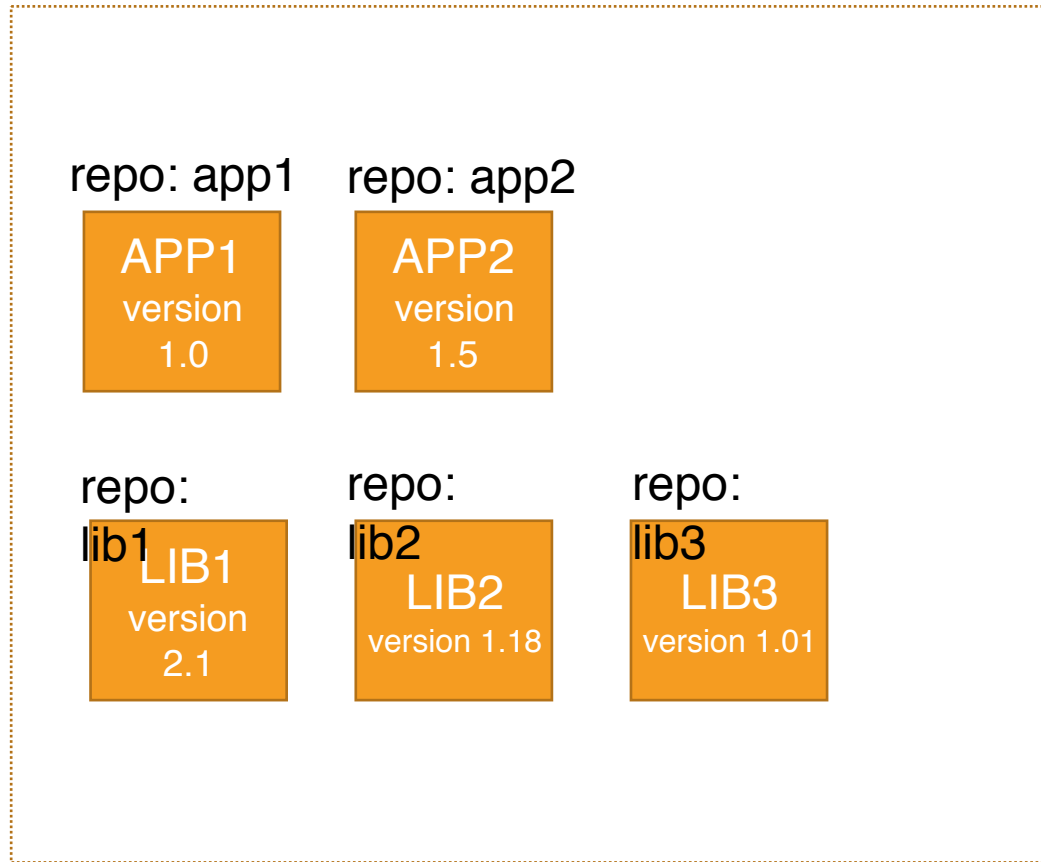 repo: app1
repo: app2
APP1
version
1.0
APP2
version
1.5
repo:
lib1
LIB1
version
2.1
repo:
lib2
LIB2
version 1.18
repo:
lib3
LIB3
version 1.01